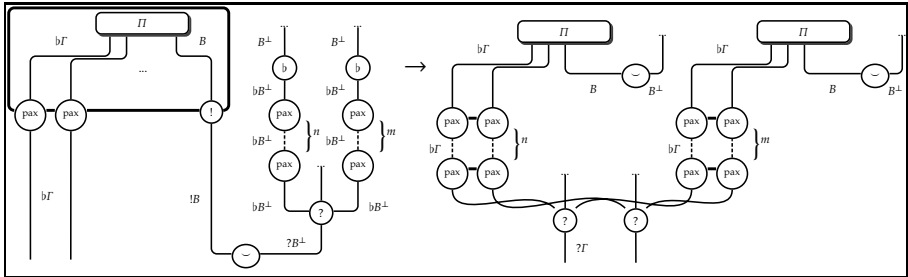 Π
♭Γ B
...
pax pax !
♭Γ !B
... ...
B⊥ B⊥
♭ ♭
♭B⊥ ♭B⊥
pax } n pax } m
♭B⊥ ♭B⊥
pax pax
...
♭B⊥ ? ♭B⊥
?B⊥
⌣
→
Π ...
♭Γ
⌣
B B⊥
pax pax } n
♭Γ
pax pax
Π ...
♭Γ
⌣
B B⊥
pax pax } m
♭Γ
pax pax
... ...
? ?
?Γ